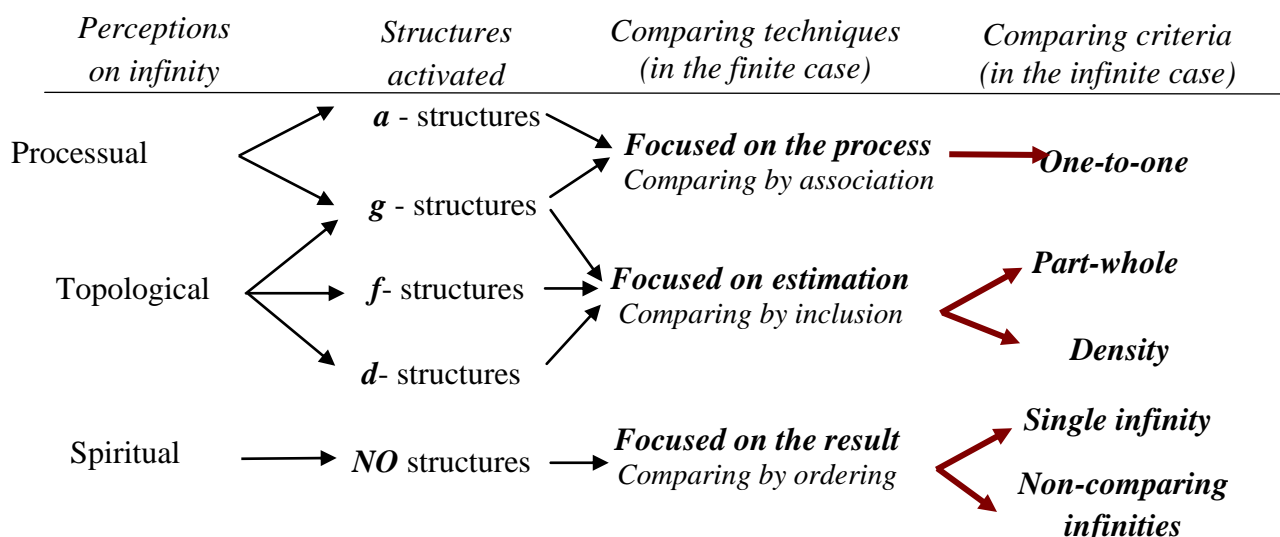 Perceptions
on infinity
Structures
activated
Comparing techniques
(in the finite case)
Comparing criteria
(in the infinite case)
Processual
a - structures
Focused on the process
Comparing by association
One-to-one
g - structures
Topological
f- structures
Focused on estimation
Comparing by inclusion
Part-whole
Density
d- structures
Spiritual
NO structures
Focused on the result
Comparing by ordering
Single infinity
Non-comparing
infinities